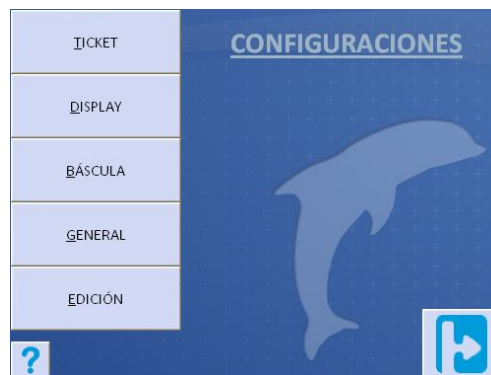 TICKET
CONFIGURACIONES
DISPLAY
BÁSCULA
GENERAL
EDICIÓN
?